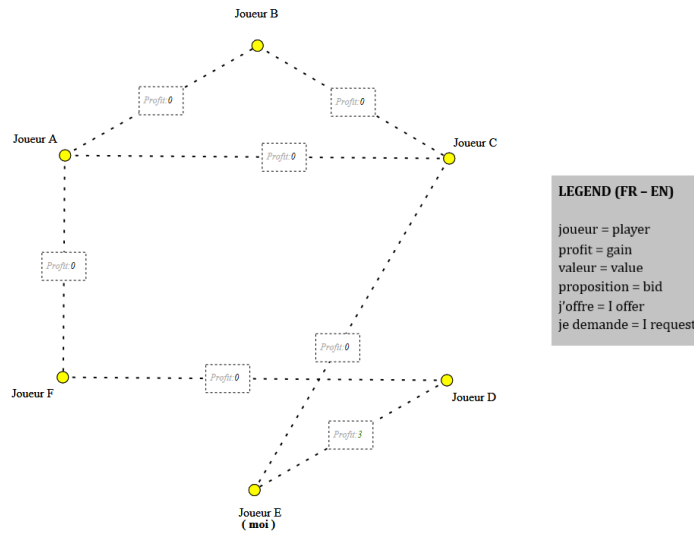 Joueur B
Profit:0
Profit:0
Joueur A
Joueur C
Profit:0
LEGEND (FR – EN)
joueur = player
profit = gain
valeur = value
proposition = bid
j'offre = I offer
je demande = I request
Profit:0
Profit:0
Profit:0
Joueur F
Joueur D
Profit:3
Joueur E
( moi )